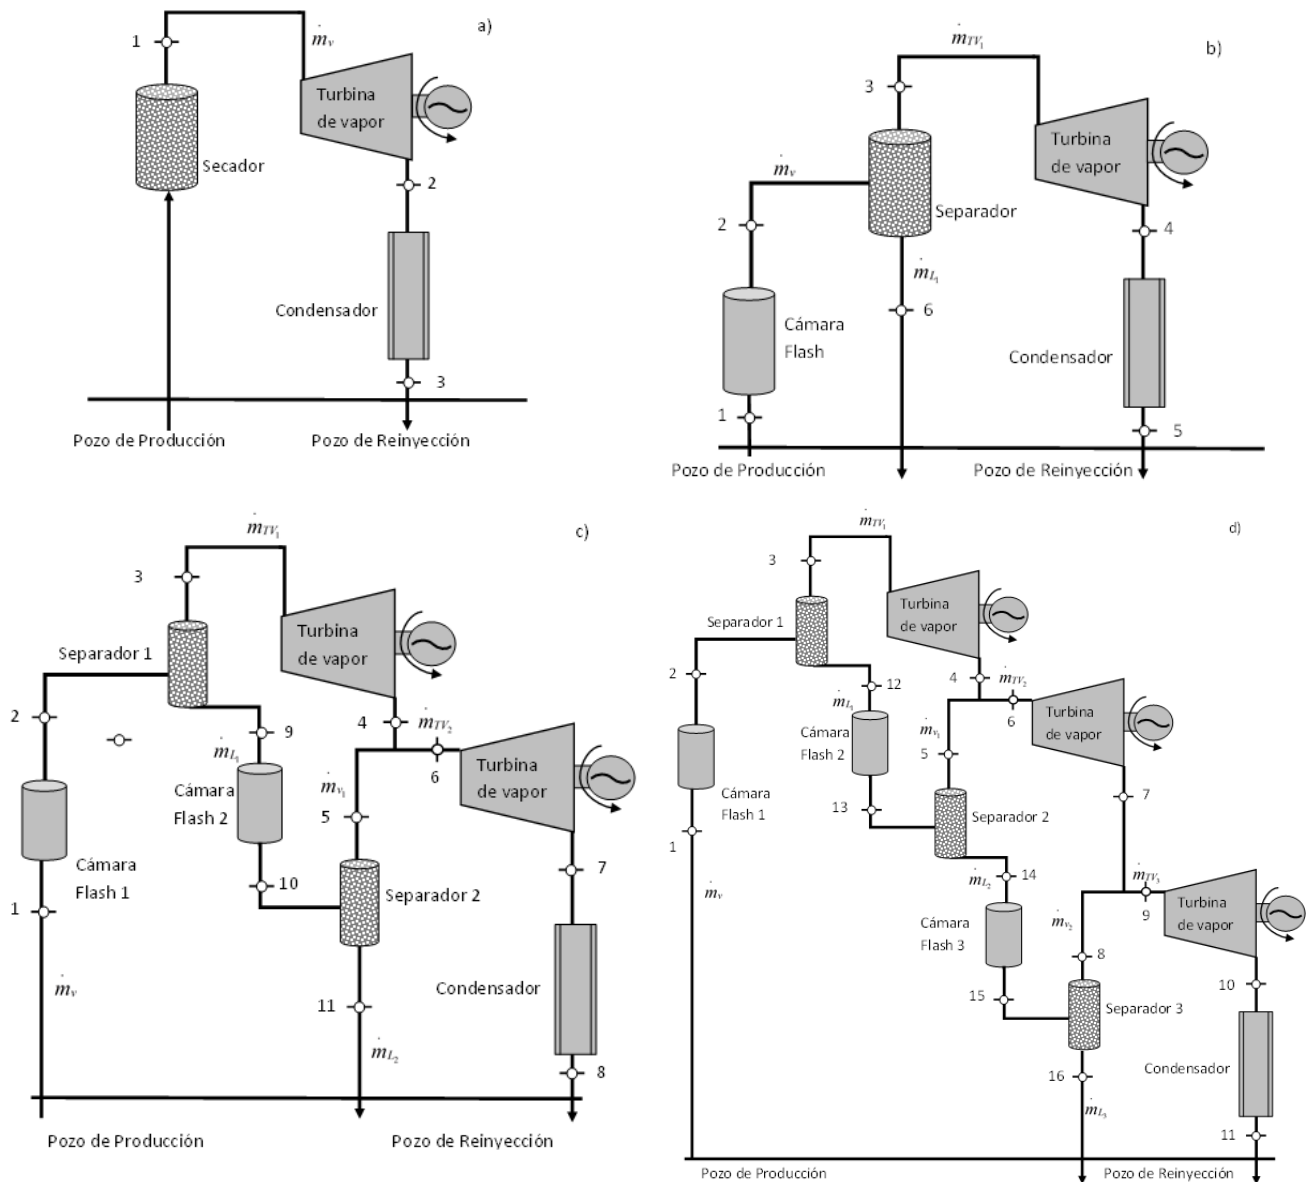 a)
1
ṁv
Turbina
de vapor
Secador
2
Condensador
3
Pozo de Producción
Pozo de Reinyección
b)
ṁTV1
3
Turbina
de vapor
ṁv
Separador
2
4
ṁL1
6
Cámara
Flash
Condensador
1
5
Pozo de Producción
Pozo de Reinyección
c)
ṁTV1
3
Turbina
de vapor
Separador 1
2
9
4
ṁTV2
ṁL1
6
Turbina
de vapor
Cámara
Flash 2
ṁv1
5
Cámara
Flash 1
7
10
Separador 2
1
ṁv
Condensador
11
ṁL2
8
Pozo de Producción
Pozo de Reinyección
d)
ṁTV1
3
Turbina
de vapor
Separador 1
2
12
4
ṁTV2
ṁL1
6
Turbina
de vapor
Cámara
Flash 2
ṁv1
5
Cámara
Flash 1
7
13
Separador 2
1
ṁv
ṁL2
14
ṁTV3
9
Turbina
de vapor
Cámara
Flash 3
ṁv2
8
15
10
Separador 3
16
Condensador
ṁL3
11
Pozo de Producción
Pozo de Reinyección